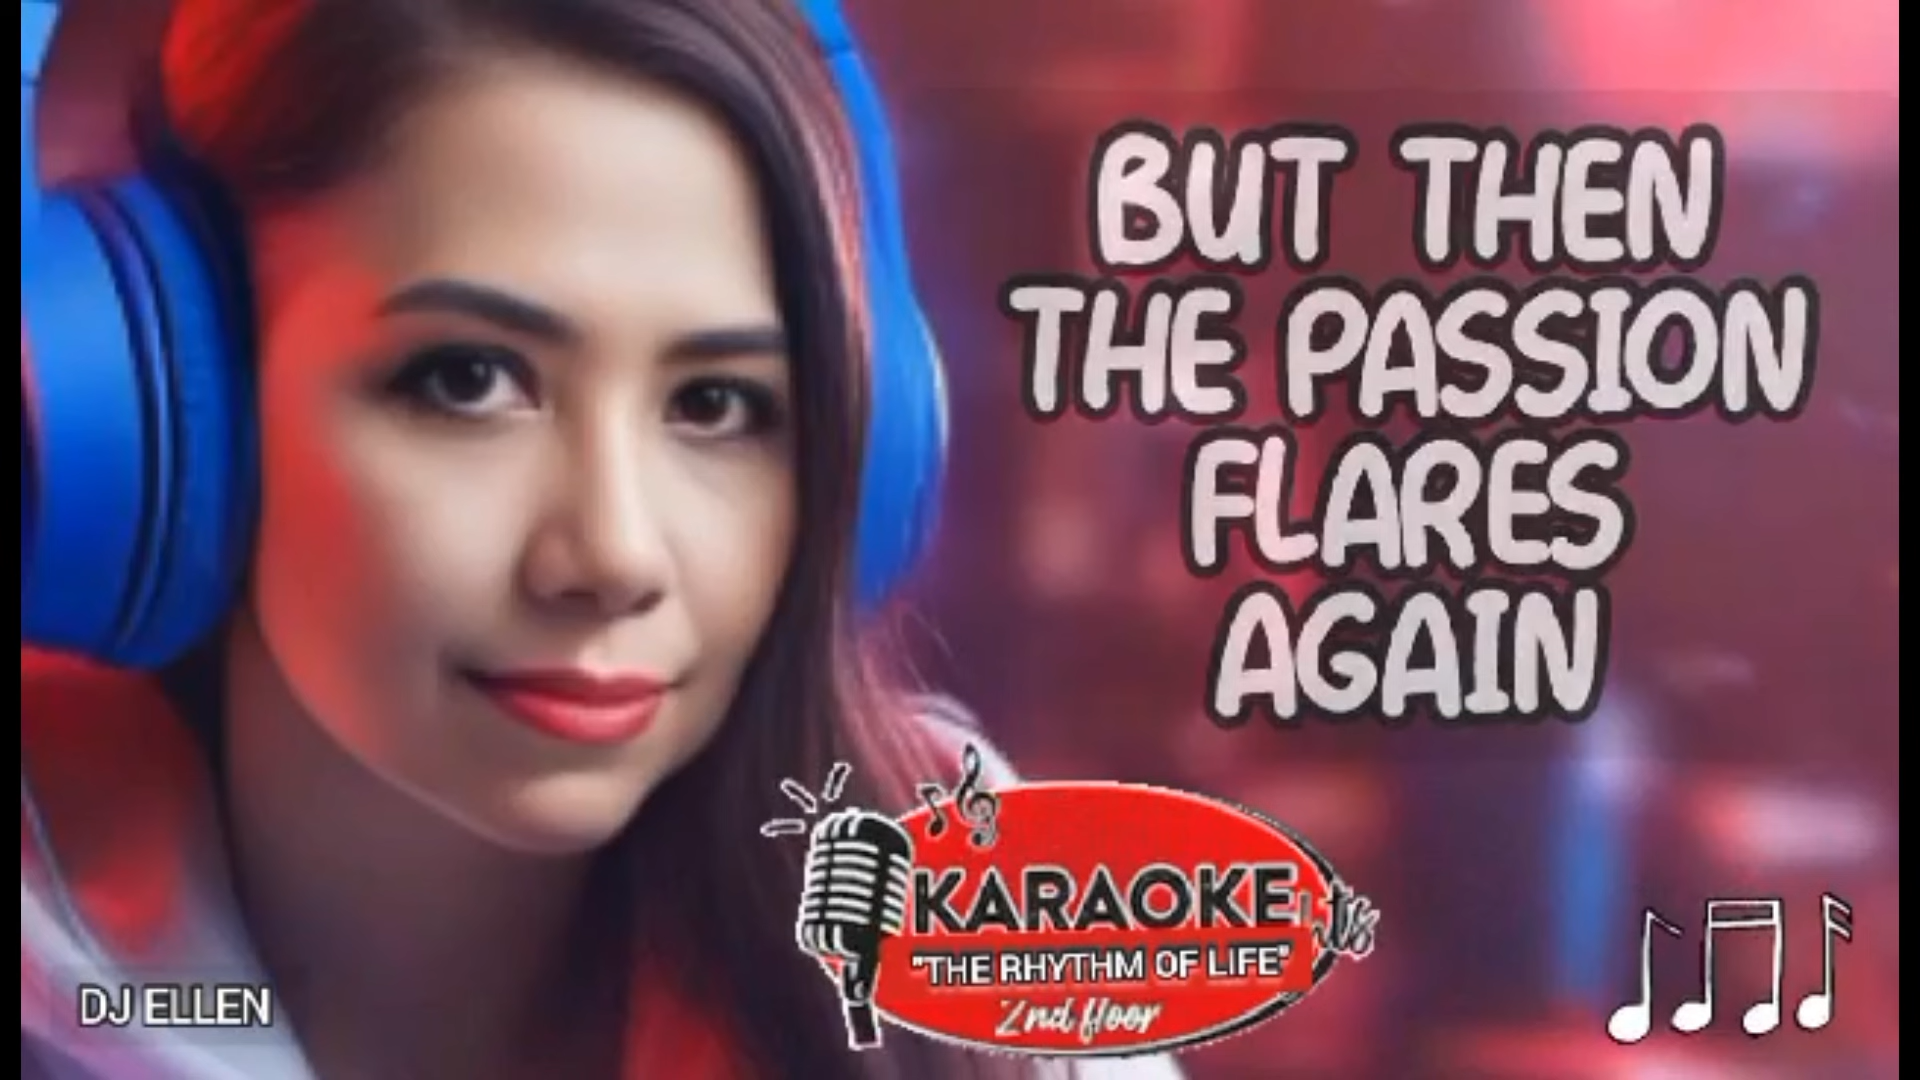 BUT THEN
THE PASSION
FLARES
AGAIN
KARAOKE
"THE RHYTHM OF LIFE"
2nd floor
DJ ELLEN